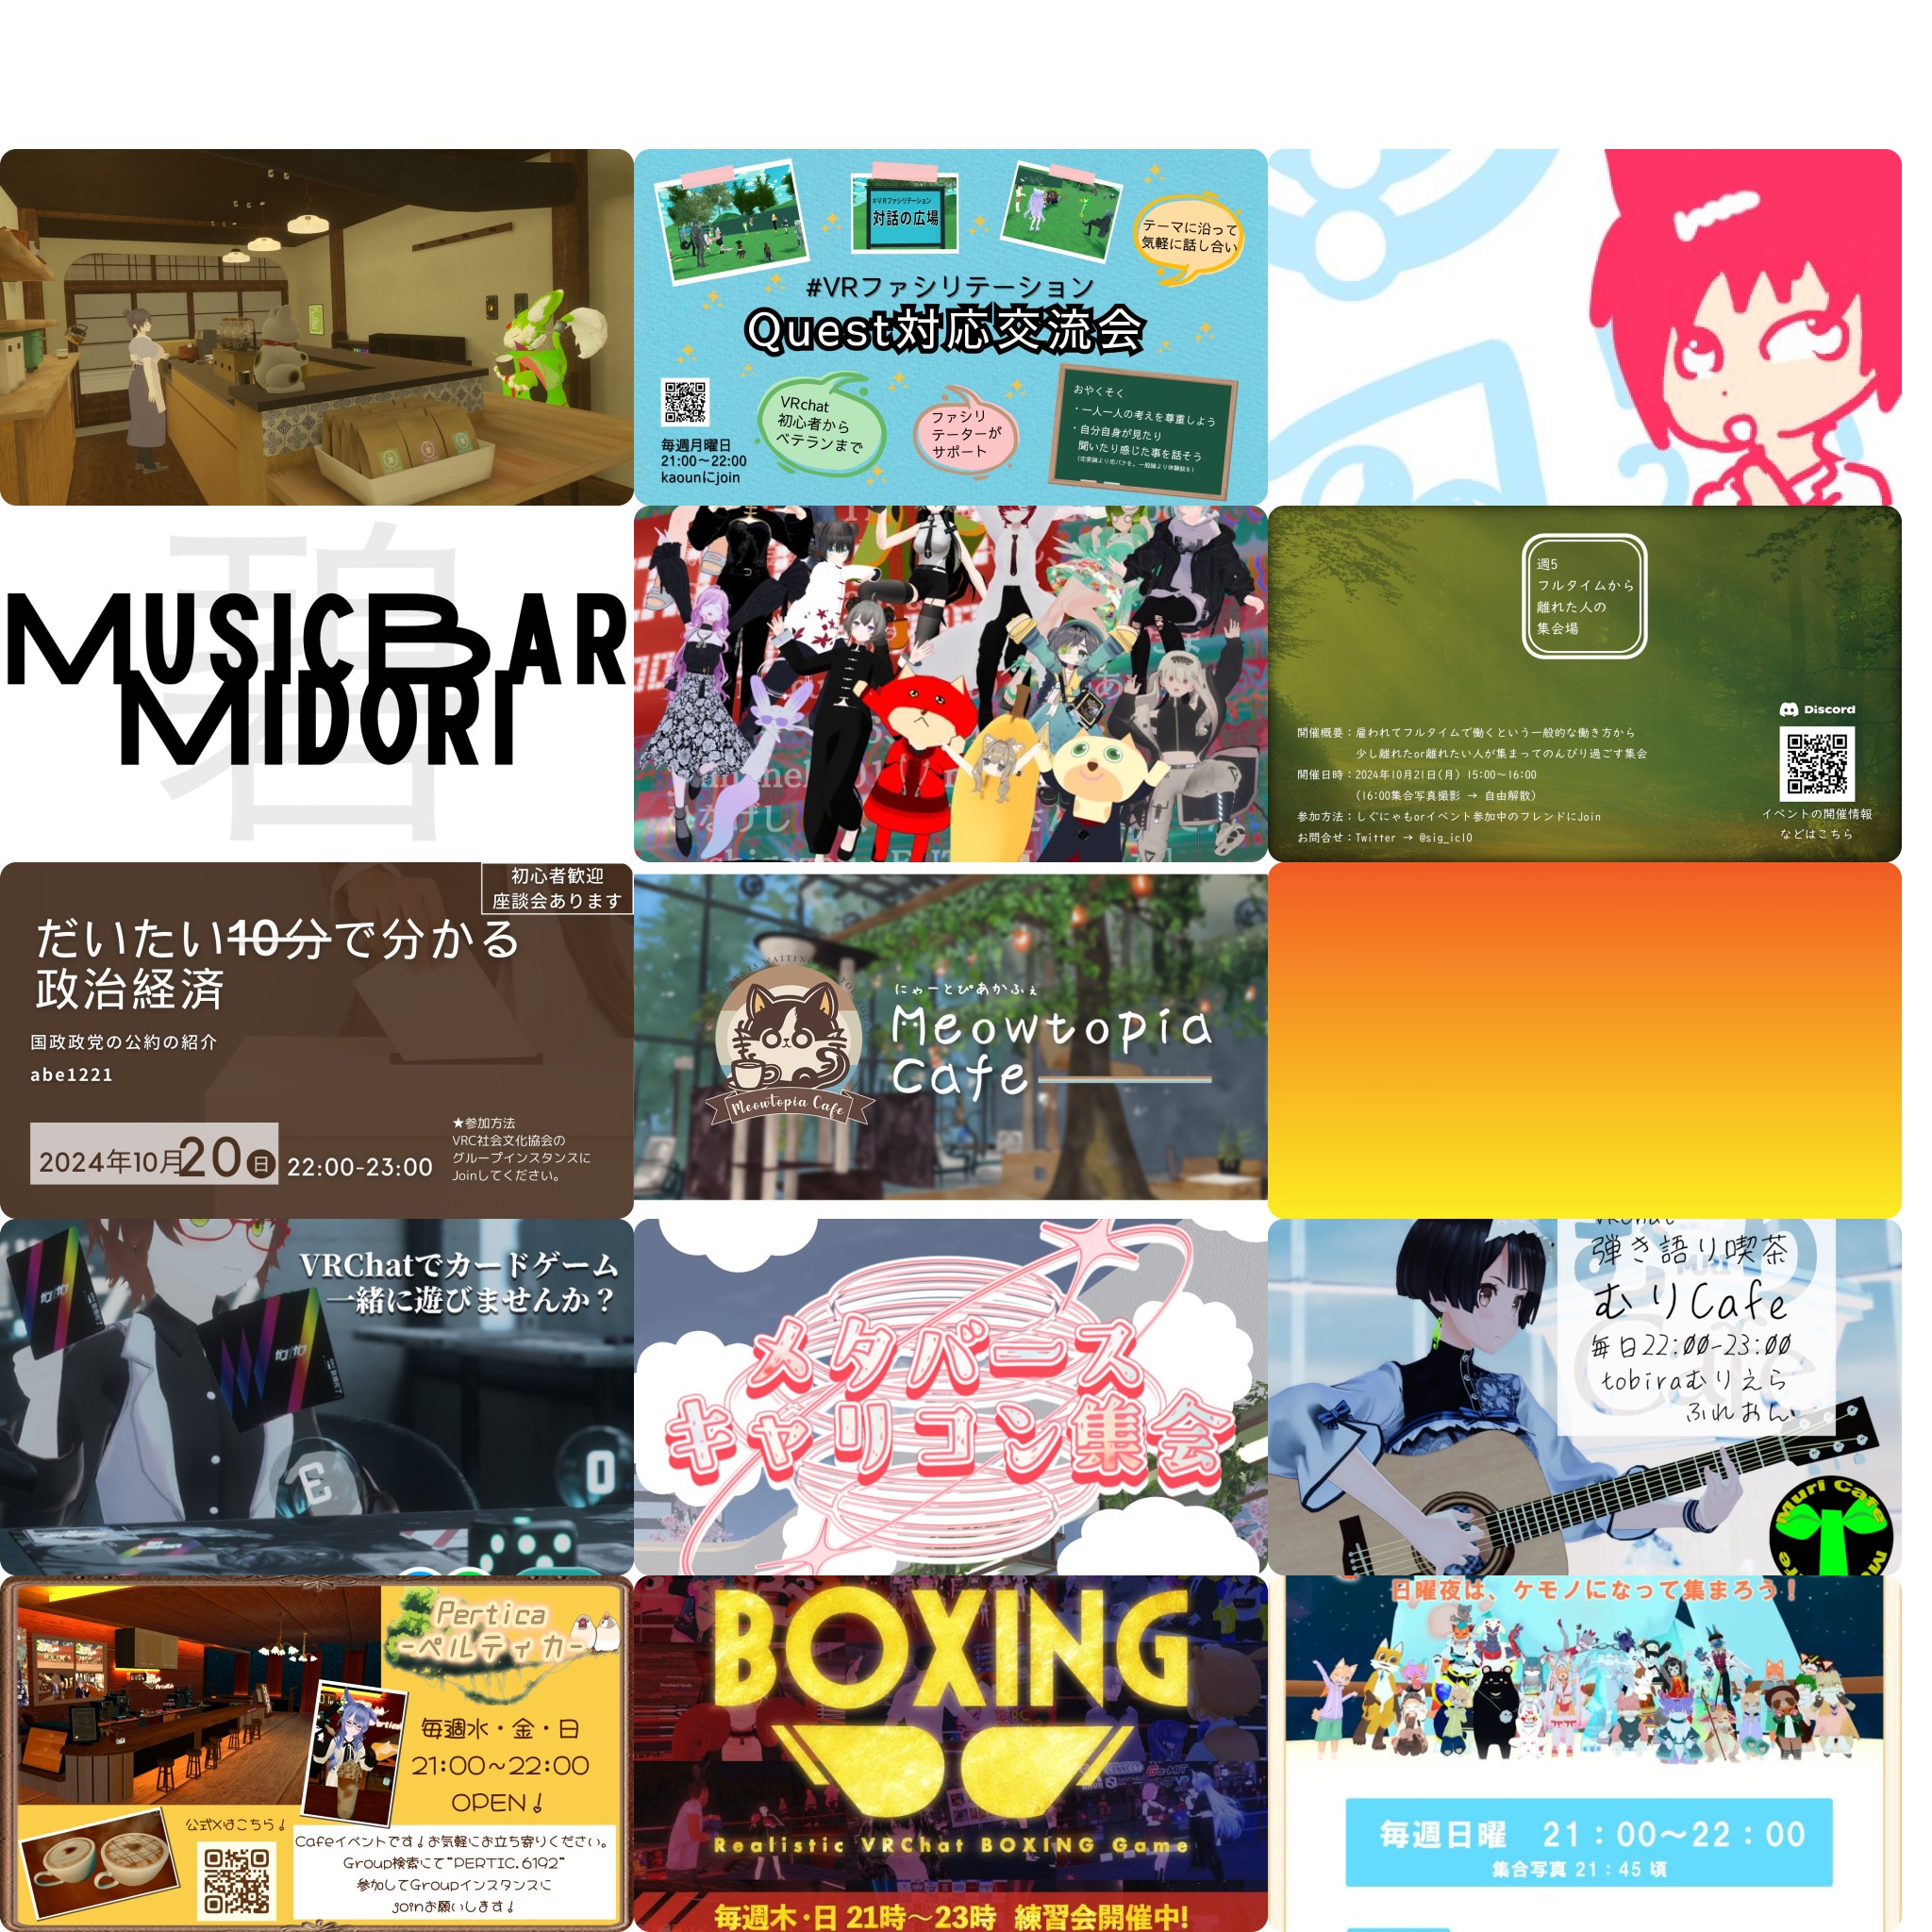 #VRファシリテーション
対話の広場
テーマに沿って
気軽に話し合い
#VRファシリテーション
Quest対応交流会
VRchat
初心者から
ベテランまで
ファシリ
テーターが
サポート
おやくそく
・一人一人の考えを尊重しよう
・自分自身が見たり
聞いたり感じた事を話そう
毎週月曜日
21:00～22:00
kaounにjoin
碧
MUSICBAR
MIDORI
週5
フルタイムから
離れた人の
集会場
開催概要：雇われてフルタイムで働くという一般的な働き方から
少し離れたor離れたい人が集まってのんびり過ごす集会
開催日時：2024年10月21日(月) 15:00～16:00
(16:00集合写真撮影 → 自由解散)
参加方法：しぐにゃもorイベント参加中のフレンドにJoin
お問合せ：Twitter → @sig_ic10
Discord
イベントの開催情報
などはこちら
初心者歓迎
座談会あります
だいたい10分で分かる
政治経済
国政政党の公約の紹介
abe1221
2024年10月20日 22:00-23:00
★参加方法
VRC社会文化協会の
グループインスタンスに
Joinしてください。
にゃーとぴあかふぇ
Meowtopia
Cafe
Meowtopia Cafe
VRChatでカードゲーム
一緒に遊びませんか？
E
O
メタバース
キャリコン集会
VRChat
弾き語り喫茶
むりCafe
毎日22:00-23:00
tobiraむりえら
ふれおん
Muri Cafe
Pertica
-ペルティカ-
毎週水・金・日
21:00~22:00
OPEN！
公式Xはこちら！
Cafeイベントです！お気軽にお立ち寄りください。
Group検索にて"PERTIC.6192"
参加してGroupインスタンスに
joinお願いします！
BOXING
Realistic VRChat BOXING Game
毎週木・日 21時～23時 練習会開催中!
日曜夜は、ケモノになって集まろう！
毎週日曜 21：00～22：00
集合写真 21：45 頃